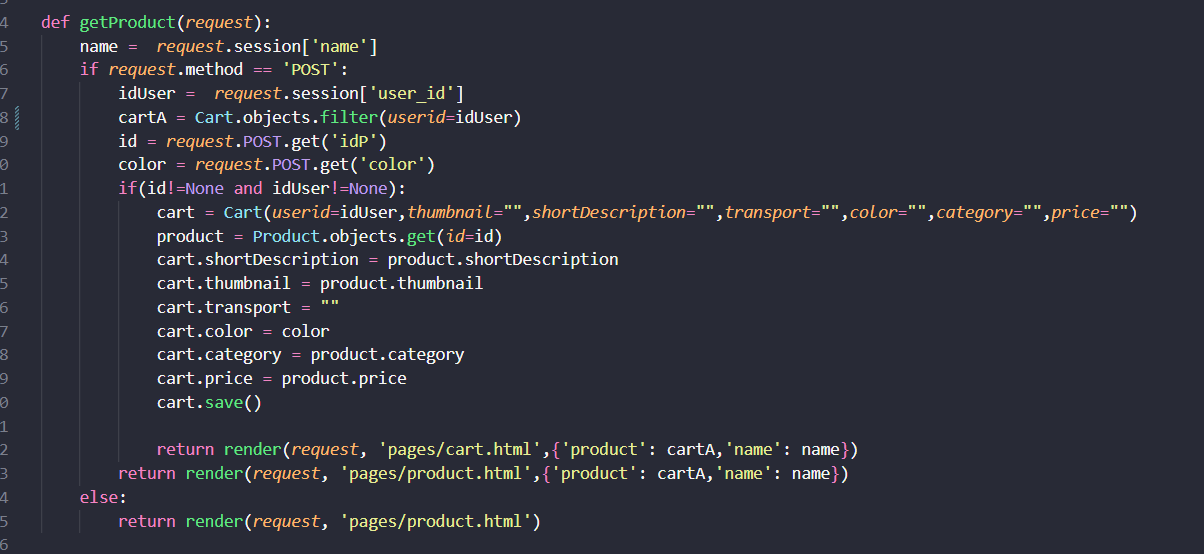 4 def getProduct(request):
5 name =  request.session['name']
6 if request.method == 'POST':
7 idUser =  request.session['user_id']
8 cartA = Cart.objects.filter(userid=idUser)
9 id = request.POST.get('idP')
0 color = request.POST.get('color')
1 if(id!=None and idUser!=None):
2 cart = Cart(userid=idUser,thumbnail="",shortDescription="",transport="",color="",category="",price="")
3 product = Product.objects.get(id=id)
4 cart.shortDescription = product.shortDescription
5 cart.thumbnail = product.thumbnail
6 cart.transport = ""
7 cart.color = color
8 cart.category = product.category
9 cart.price = product.price
0 cart.save()
1
2 return render(request, 'pages/cart.html',{'product': cartA,'name': name})
3 return render(request, 'pages/product.html',{'product': cartA,'name': name})
4 else:
5 return render(request, 'pages/product.html')
6